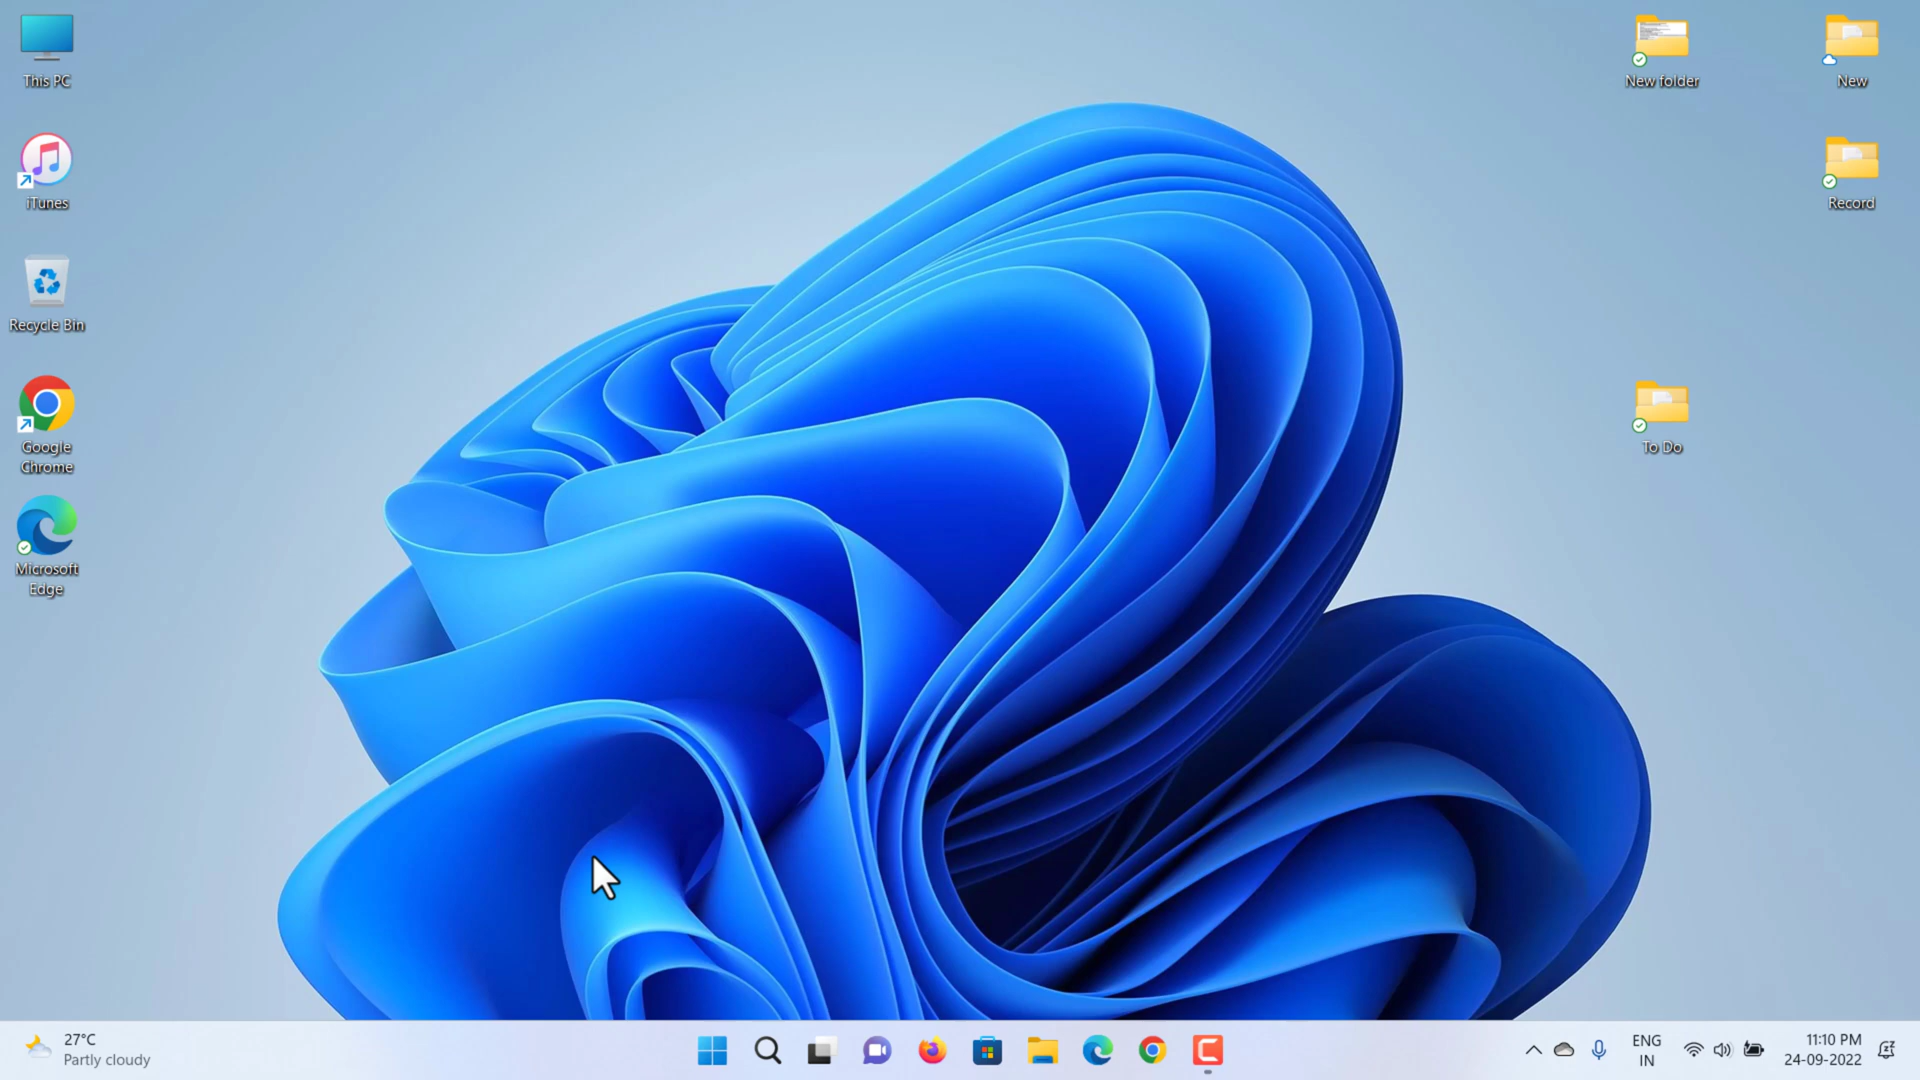 This PC
iTunes
Recycle Bin
Google
Chrome
Microsoft
Edge
New folder
New
Record
To Do
27°C
Partly cloudy
ENG
IN
11:10 PM
24-09-2022